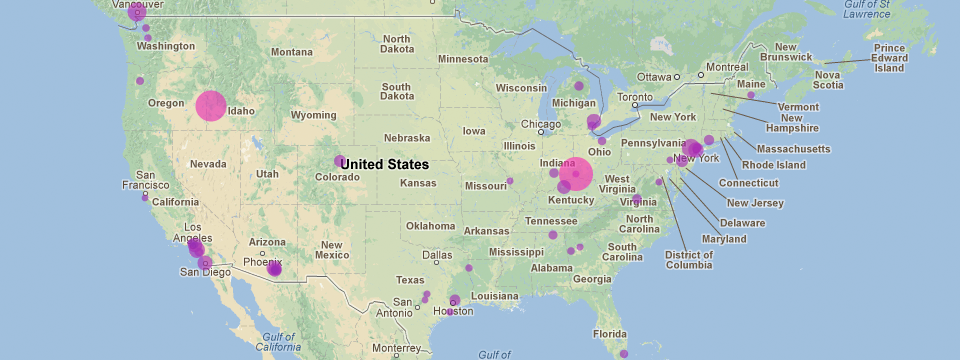 Vancouver
Gulf of St
Lawrence
Washington
Montana
North
Dakota
Minnesota
Ottawa
Montreal
New
Brunswick
Prince
Edward
Island
Nova
Scotia
Maine
Oregon
Idaho
Wyoming
South
Dakota
Wisconsin
Michigan
Toronto
Vermont
New
Hampshire
New York
Massachusetts
Rhode Island
Connecticut
New Jersey
Delaware
Maryland
District of
Columbia
Nebraska
Iowa
Chicago
Illinois
Indiana
Ohio
Pennsylvania
New York
Nevada
Utah
Colorado
United States
Kansas
Missouri
West
Virginia
Kentucky
Virginia
San
Francisco
California
Los
Angeles
San Diego
Arizona
Phoenix
New
Mexico
Oklahoma
Arkansas
Tennessee
North
Carolina
South
Carolina
Dallas
Mississippi
Alabama
Georgia
Texas
San
Antonio
Houston
Louisiana
Florida
Gulf of
California
Monterrey
Gulf of